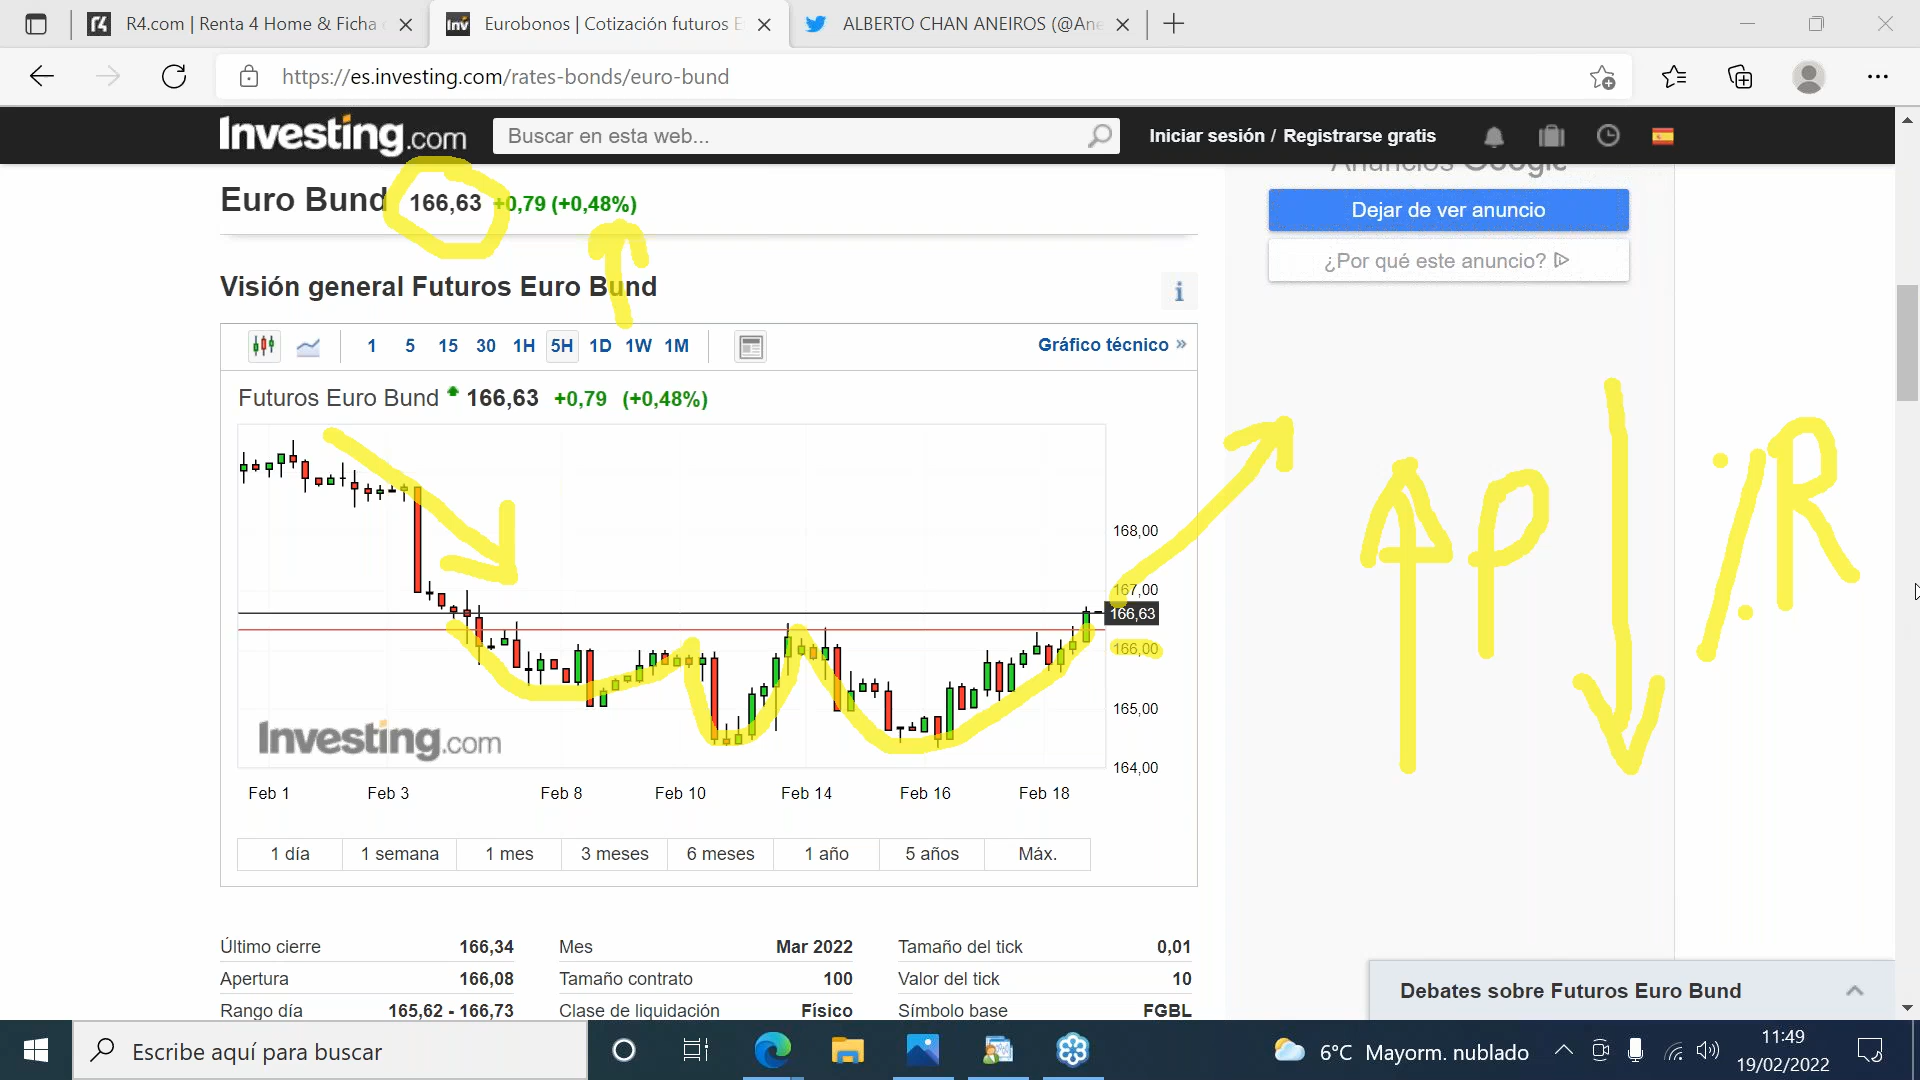 R4.com | Renta 4 Home & Ficha
Eurobonos | Cotización futuros E
ALBERTO CHAN ANEIROS (@Ane
https://es.investing.com/rates-bonds/euro-bund
Investing.com
Buscar en esta web...
Iniciar sesión / Registrarse gratis
Anuncios Google
Euro Bund 166,63 +0,79 (+0,48%)
Dejar de ver anuncio
¿Por qué este anuncio?
Visión general Futuros Euro Bund
1 5 15 30 1H 5H 1D 1W 1M
Gráfico técnico »
Futuros Euro Bund 166,63 +0,79 (+0,48%)
168,00
167,00
166,63
166,00
165,00
164,00
P % R
Investing.com
Feb 1 Feb 3 Feb 8 Feb 10 Feb 14 Feb 16 Feb 18
1 día 1 semana 1 mes 3 meses 6 meses 1 año 5 años Máx.
Último cierre 166,34 Mes Mar 2022 Tamaño del tick 0,01
Apertura 166,08 Tamaño contrato 100 Valor del tick 10
Rango día 165,62 - 166,73 Clase de liquidación Físico Símbolo base FGBL
Debates sobre Futuros Euro Bund
Escribe aquí para buscar
6°C Mayorm. nublado
11:49
19/02/2022